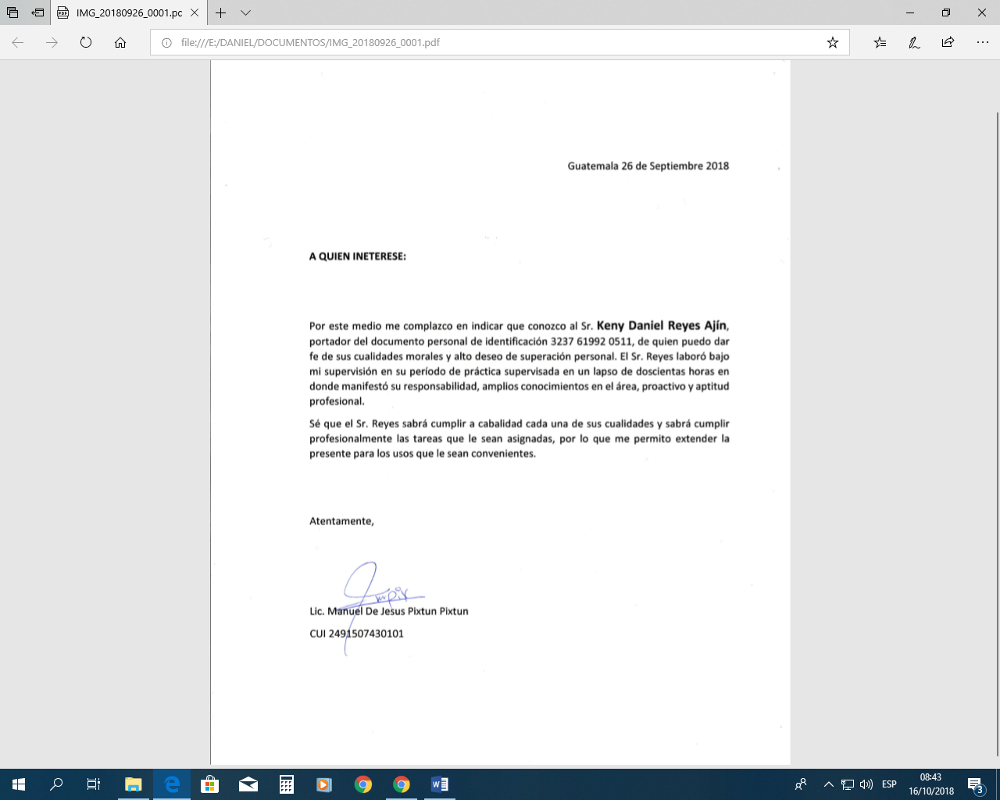 IMG_20180926_0001.pc
file:///E:/DANIEL/DOCUMENTOS/IMG_20180926_0001.pdf
Guatemala 26 de Septiembre 2018
A QUIEN INETERESE:
Por este medio me complazco en indicar que conozco al Sr. Keny Daniel Reyes Ajín,
portador del documento personal de identificación 3237 61992 0511, de quien puedo dar
fe de sus cualidades morales y alto deseo de superación personal. El Sr. Reyes laboró bajo
mi supervisión en su período de práctica supervisada en un lapso de doscientas horas en
donde manifestó su responsabilidad, amplios conocimientos en el área, proactivo y aptitud
profesional.
Sé que el Sr. Reyes sabrá cumplir a cabalidad cada una de sus cualidades y sabrá cumplir
profesionalmente las tareas que le sean asignadas, por lo que me permito extender la
presente para los usos que le sean convenientes.
Atentamente,
Lic. Manuel De Jesus Pixtun Pixtun
CUI 2491507430101
ESP
08:43
16/10/2018
3